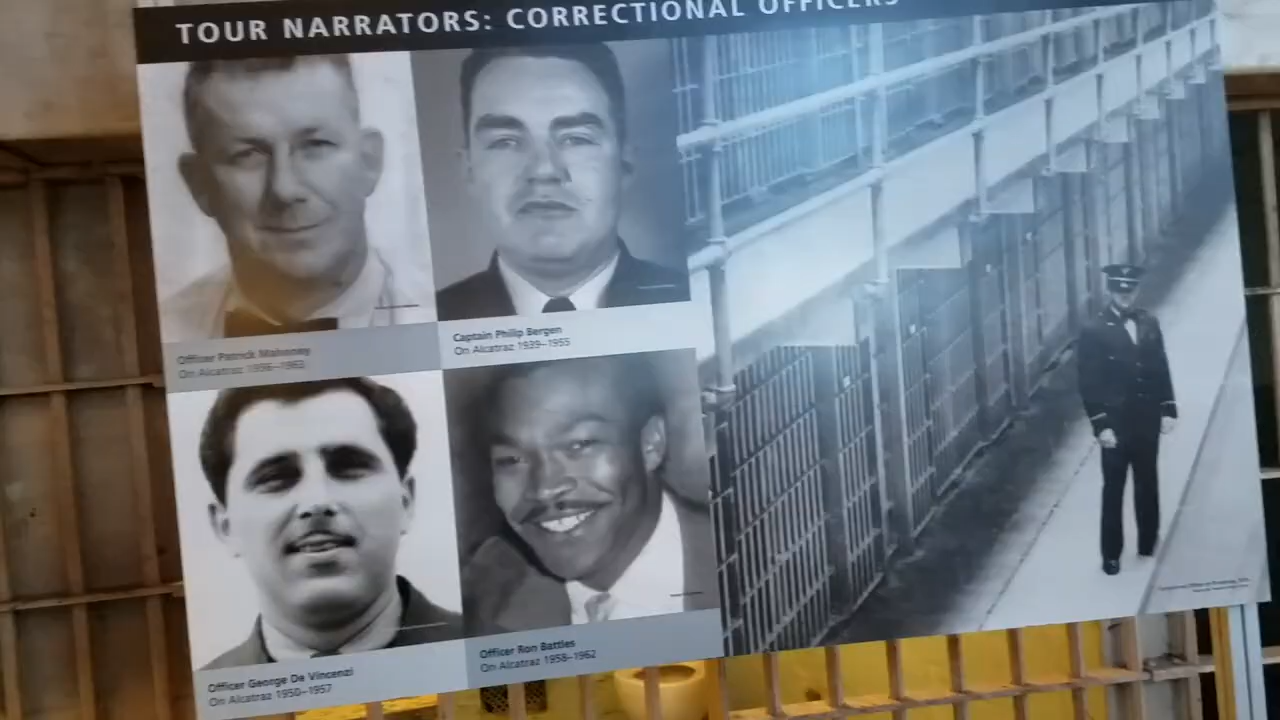 TOUR NARRATORS: CORRECTIONAL OFFICERS
Officer Patrick Mahoney
On Alcatraz 1956–1963
Captain Philip Bergen
On Alcatraz 1939–1955
Officer George De Vincenzi
On Alcatraz 1950–1957
Officer Ron Battles
On Alcatraz 1958–1962